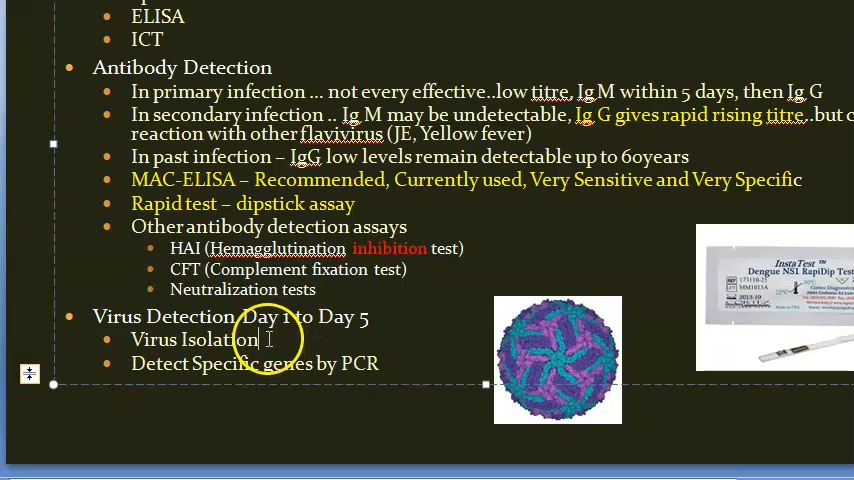 ELISA
ICT
Antibody Detection
In primary infection ... not every effective..low titre, Ig M within 5 days, then Ig G
In secondary infection .. Ig M may be undetectable, Ig G gives rapid rising titre..but
reaction with other flavivirus (JE, Yellow fever)
In past infection – IgG low levels remain detectable up to 60years
MAC-ELISA – Recommended, Currently used, Very Sensitive and Very Specific
Rapid test – dipstick assay
Other antibody detection assays
HAI (Hemagglutination inhibition test)
CFT (Complement fixation test)
Neutralization tests
InstaTest ™
Dengue NS1 RapiDip Test
Virus Detection Day 1 to Day 5
Virus Isolation
Detect Specific genes by PCR